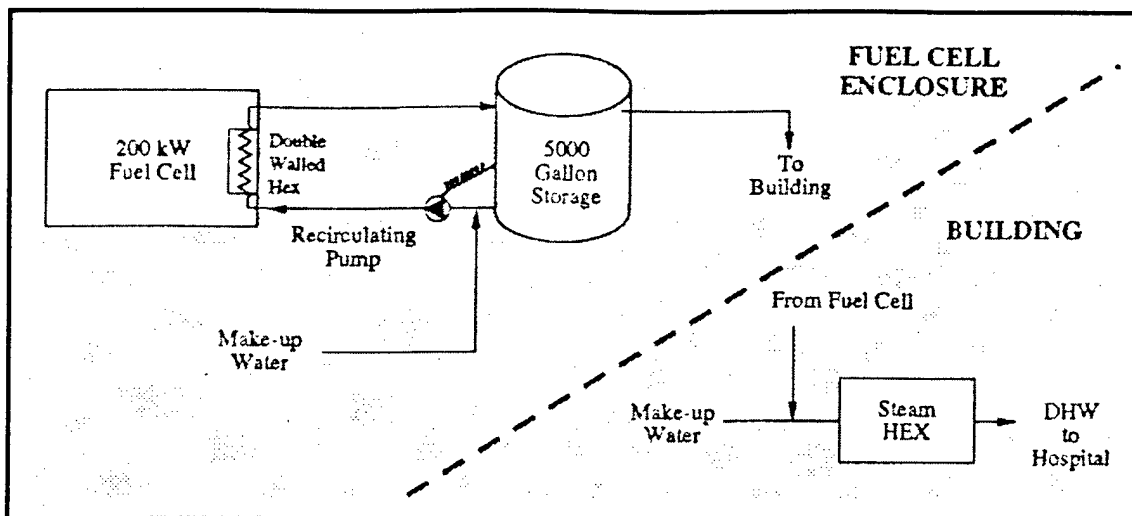 FUEL CELL
ENCLOSURE
200 kW
Fuel Cell
Double
Walled
Hex
5000
Gallon
Storage
To
Building
Recirculating
Pump
BUILDING
Make-up
Water
From Fuel Cell
Make-up
Water
Steam
HEX
DHW
to
Hospital